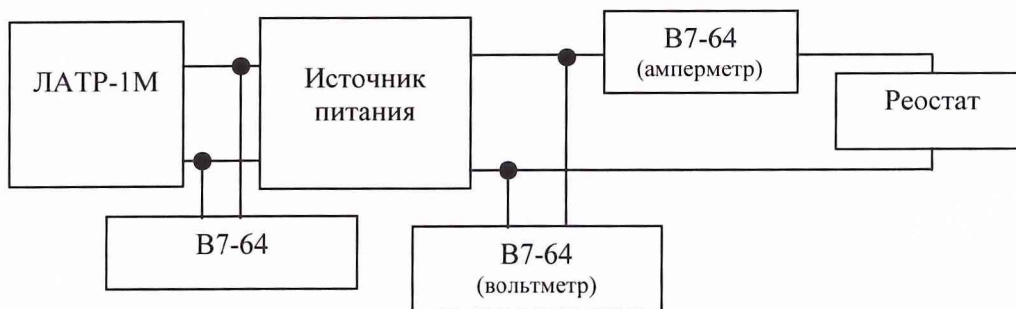 ЛАТР-1М
Источник
питания
В7-64
(амперметр)
Реостат
В7-64
В7-64
(вольтметр)